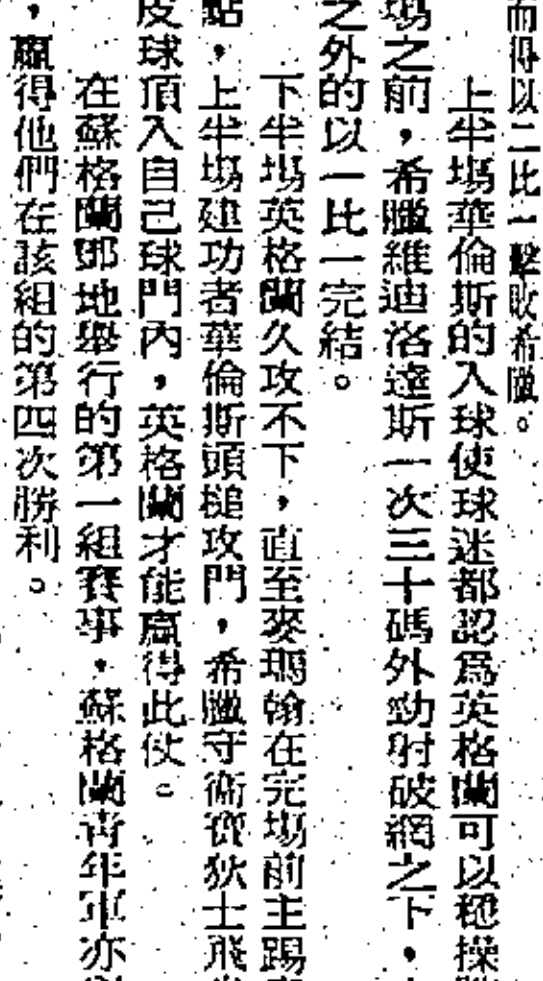 而得以二比一擊敗希臘。
上半場華倫斯的入球使球迷都認為英格蘭可以穩操
場之前，希臘維迪洛達斯一次三十碼外勁射破網之下，
之外的以一比一完結。
下半場英格蘭久攻不下，直至麥瑪翰在完場前主踢
點，上半場建功者華倫斯頭槌攻門，希臘守衞寶狄士飛
皮球頂入自己球門內，英格蘭才能贏得此仗。
在蘇格蘭鄧地舉行的第一組賽事，蘇格蘭青年軍亦
，贏得他們在該組的第四次勝利。